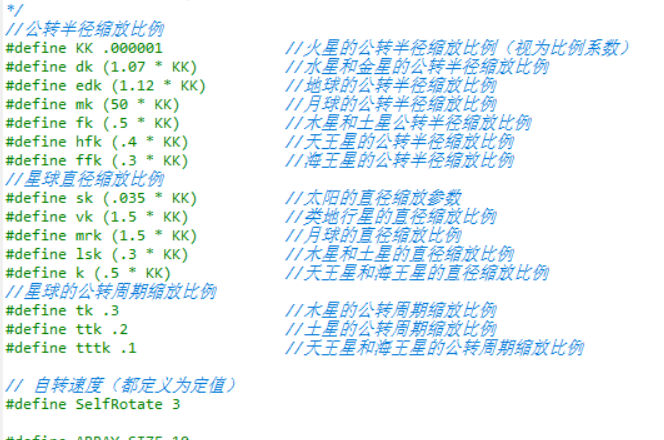 */
//公转半径缩放比例
#define KK .000001 //火星的公转半径缩放比例（视为比例系数）
#define dk (1.07 * KK) //水星和金星的公转半径缩放比例
#define edk (1.12 * KK) //地球的公转半径缩放比例
#define mk (50 * KK) //月球的公转半径缩放比例
#define fk (.5 * KK) //木星和土星公转半径缩放比例
#define hfk (.4 * KK) //天王星的公转半径缩放比例
#define ffk (.3 * KK) //海王星的公转半径缩放比例
//星球直径缩放比例
#define sk (.035 * KK) //太阳的直径缩放参数
#define vk (1.5 * KK) //类地行星的直径缩放比例
#define mrk (1.5 * KK) //月球的直径缩放比例
#define lsk (.3 * KK) //木星和土星的直径缩放比例
#define k (.5 * KK) //天王星和海王星的直径缩放比例
//星球的公转周期缩放比例
#define tk .3 //木星的公转周期缩放比例
#define ttk .2 //土星的公转周期缩放比例
#define tttk .1 //天王星和海王星的公转周期缩放比例
// 自转速度（都定义为定值）
#define SelfRotate 3